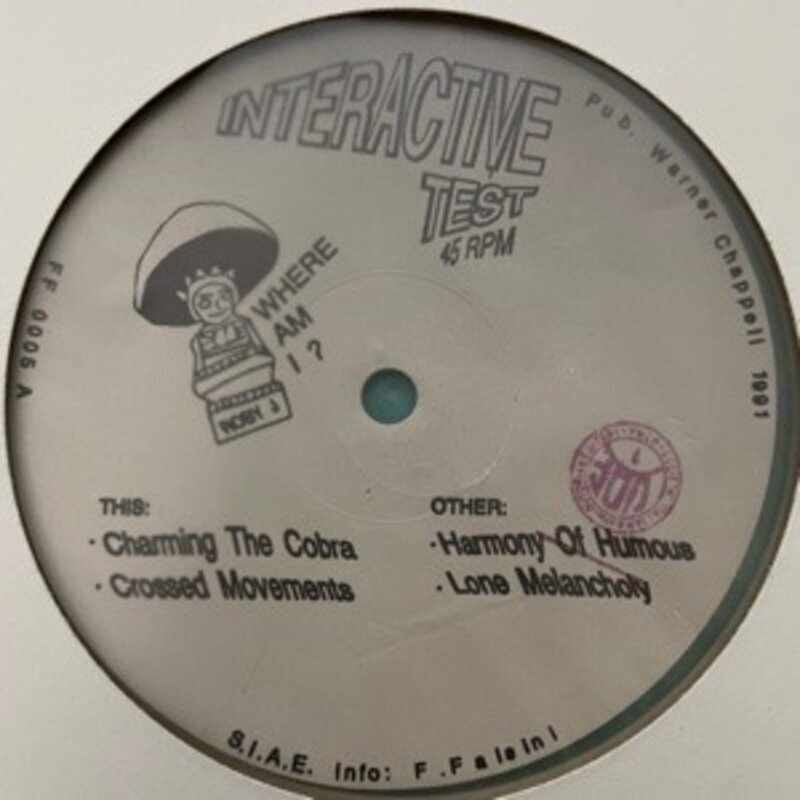 INTERACTIVE
TEST
45 RPM
Pub. Warner Chappell 1991
FF 0005 A
WHERE
AM
I ?
THIS:
· Charming The Cobra
· Crossed Movements
OTHER:
· Harmony Of Humous
· Lone Melancholy
S.I.A.E. Info: F.Falsini